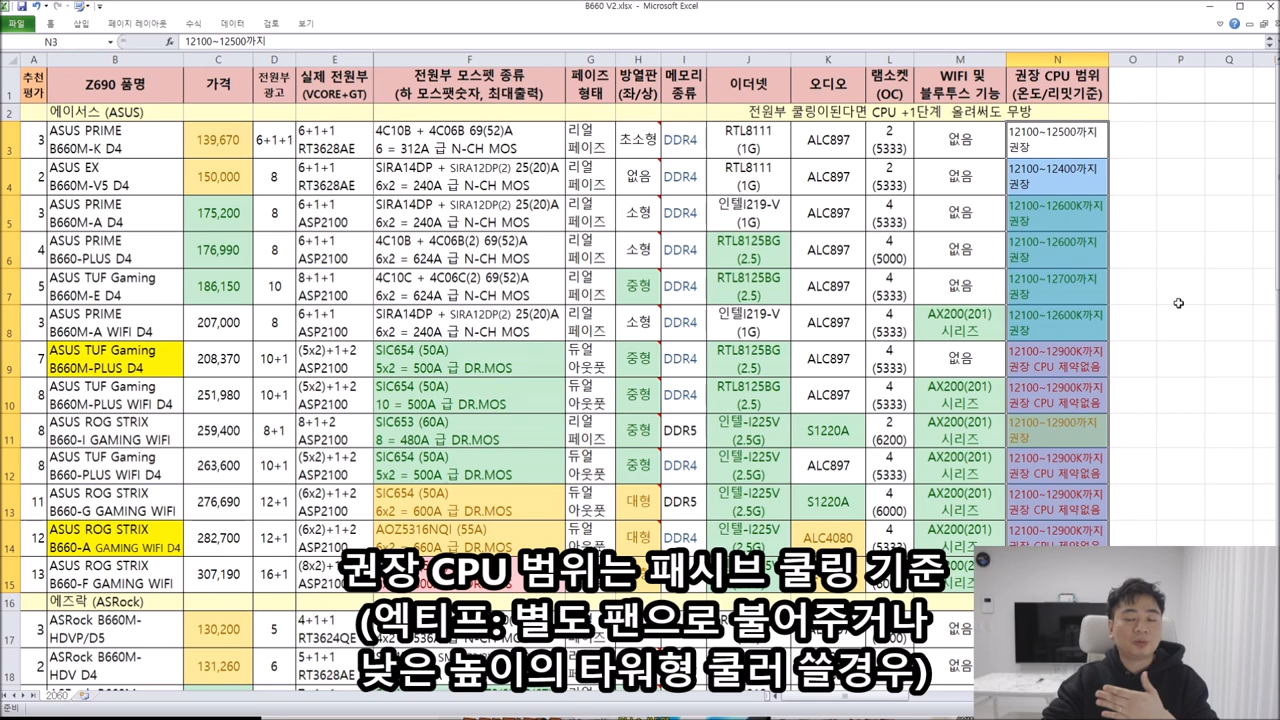 B660 V2.xlsx - Microsoft Excel
파일 홈 삽입 페이지 레이아웃 수식 데이터 검토 보기
N3 fx 12100~12500까지
A B C D E F G H I J K L M N O P Q R
1 추천 평가 Z690 품명 가격 전원부 광고 실제 전원부 (VCORE+GT) 전원부 모스펫 종류 (하 모스팻숫자, 최대출력) 페이즈 형태 방열판 (좌/상) 메모리 종류 이더넷 오디오 램소켓 (OC) WIFI 및 블루투스 기능 권장 CPU 범위 (온도/리밋기준)
2 에이서스 (ASUS) 전원부 쿨링이된다면 CPU +1단계 올려써도 무방
3 3 ASUS PRIME B660M-K D4 139,670 6+1+1 6+1+1 RT3628AE 4C10B + 4C06B 69(52)A 6 = 312A 급 N-CH MOS 리얼 페이즈 초소형 DDR4 RTL8111 (1G) ALC897 2 (5333) 없음 12100~12500까지 권장
4 2 ASUS EX B660M-V5 D4 150,000 8 6+1+1 RT3628AE SIRA14DP + SIRA12DP(2) 25(20)A 6x2 = 240A 급 N-CH MOS 리얼 페이즈 없음 DDR4 RTL8111 (1G) ALC897 2 (5333) 없음 12100~12400까지 권장
5 3 ASUS PRIME B660M-A D4 175,200 8 6+1+1 ASP2100 SIRA14DP + SIRA12DP(2) 25(20)A 6x2 = 240A 급 N-CH MOS 리얼 페이즈 소형 DDR4 인텔I219-V (1G) ALC897 4 (5333) 없음 12100~12600K까지 권장
6 4 ASUS PRIME B660-PLUS D4 176,990 8 6+1+1 ASP2100 4C10B + 4C06B(2) 69(52)A 6x2 = 624A 급 N-CH MOS 리얼 페이즈 소형 DDR4 RTL8125BG (2.5) ALC897 4 (5000) 없음 12100~12600까지 권장
7 5 ASUS TUF Gaming B660M-E D4 186,150 10 8+1+1 ASP2100 4C10C + 4C06C(2) 69(52)A 6x2 = 624A 급 N-CH MOS 리얼 페이즈 중형 DDR4 RTL8125BG (2.5) ALC897 4 (5333) 없음 12100~12700까지 권장
8 3 ASUS PRIME B660M-A WIFI D4 207,000 8 6+1+1 ASP2100 SIRA14DP + SIRA12DP(2) 25(20)A 6x2 = 240A 급 N-CH MOS 리얼 페이즈 소형 DDR4 인텔I219-V (1G) ALC897 4 (5333) AX200(201) 시리즈 12100~12600K까지 권장
9 7 ASUS TUF Gaming B660M-PLUS D4 208,370 10+1 (5x2)+1+2 ASP2100 SIC654 (50A) 5x2 = 500A 급 DR.MOS 듀얼 아웃풋 중형 DDR4 RTL8125BG (2.5) ALC897 4 (5333) 없음 12100~12900K까지 권장 CPU 제약없음
10 8 ASUS TUF Gaming B660M-PLUS WIFI D4 251,980 10+1 (5x2)+1+2 ASP2100 SIC654 (50A) 10 = 500A 급 DR.MOS 듀얼 아웃풋 중형 DDR4 RTL8125BG (2.5) ALC897 4 (5333) AX200(201) 시리즈 12100~12900K까지 권장 CPU 제약없음
11 8 ASUS ROG STRIX B660-I GAMING WIFI 259,400 8+1 8+1+2 ASP2100 SIC653 (60A) 8 = 480A 급 DR.MOS 리얼 페이즈 중형 DDR5 인텔-I225V (2.5G) S1220A 2 (6200) AX200(201) 시리즈 12100~12900까지 권장
12 8 ASUS TUF Gaming B660-PLUS WIFI D4 263,600 10+1 (5x2)+1+2 ASP2100 SIC654 (50A) 5x2 = 500A 급 DR.MOS 듀얼 아웃풋 중형 DDR4 인텔-I225V (2.5G) ALC897 4 (5333) AX200(201) 시리즈 12100~12900K까지 권장 CPU 제약없음
13 11 ASUS ROG STRIX B660-G GAMING WIFI 276,690 12+1 (6x2)+1+2 ASP2100 SIC654 (50A) 6x2 = 600A 급 DR.MOS 듀얼 아웃풋 대형 DDR5 인텔-I225V (2.5G) S1220A 4 (6000) AX200(201) 시리즈 12100~12900K까지 권장 CPU 제약없음
14 12 ASUS ROG STRIX B660-A GAMING WIFI D4 282,700 12+1 (6x2)+1+2 ASP2100 AOZ5316NQI (55A) 6x2 = 660A 급 DR.MOS 듀얼 아웃풋 대형 DDR4 인텔-I225V (2.5G) ALC4080 4 (5333) AX200(201) 시리즈 12100~12900K까지
15 13 ASUS ROG STRIX B660-F GAMING WIFI 307,190 16+1 (8x2)+1+2 ASP2100
16 에즈락 (ASRock)
17 3 ASRock B660M-HDVP/D5 130,200 5 4+1+1 RT3624QE 없음
18 2 ASRock B660M-HDV D4 131,260 6
권장 CPU 범위는 패시브 쿨링 기준
(엑티프: 별도 팬으로 불어주거나
낮은 높이의 타워형 쿨러 쓸경우)
2060
준비